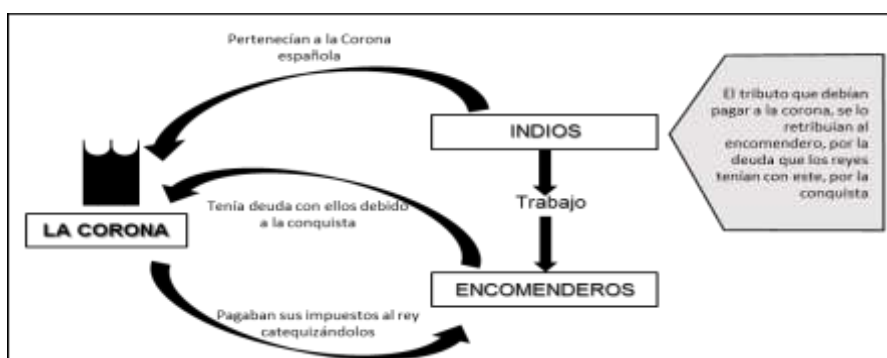 Pertenecían a la Corona
española
INDIOS
El tributo que debían
pagar a la corona, se lo
retribuían al
encomendero, por la
deuda que los reyes
tenían con este, por la
conquista
Trabajo
Tenía deuda con ellos debido
a la conquista
LA CORONA
ENCOMENDEROS
Pagaban sus impuestos al rey
catequizándolos